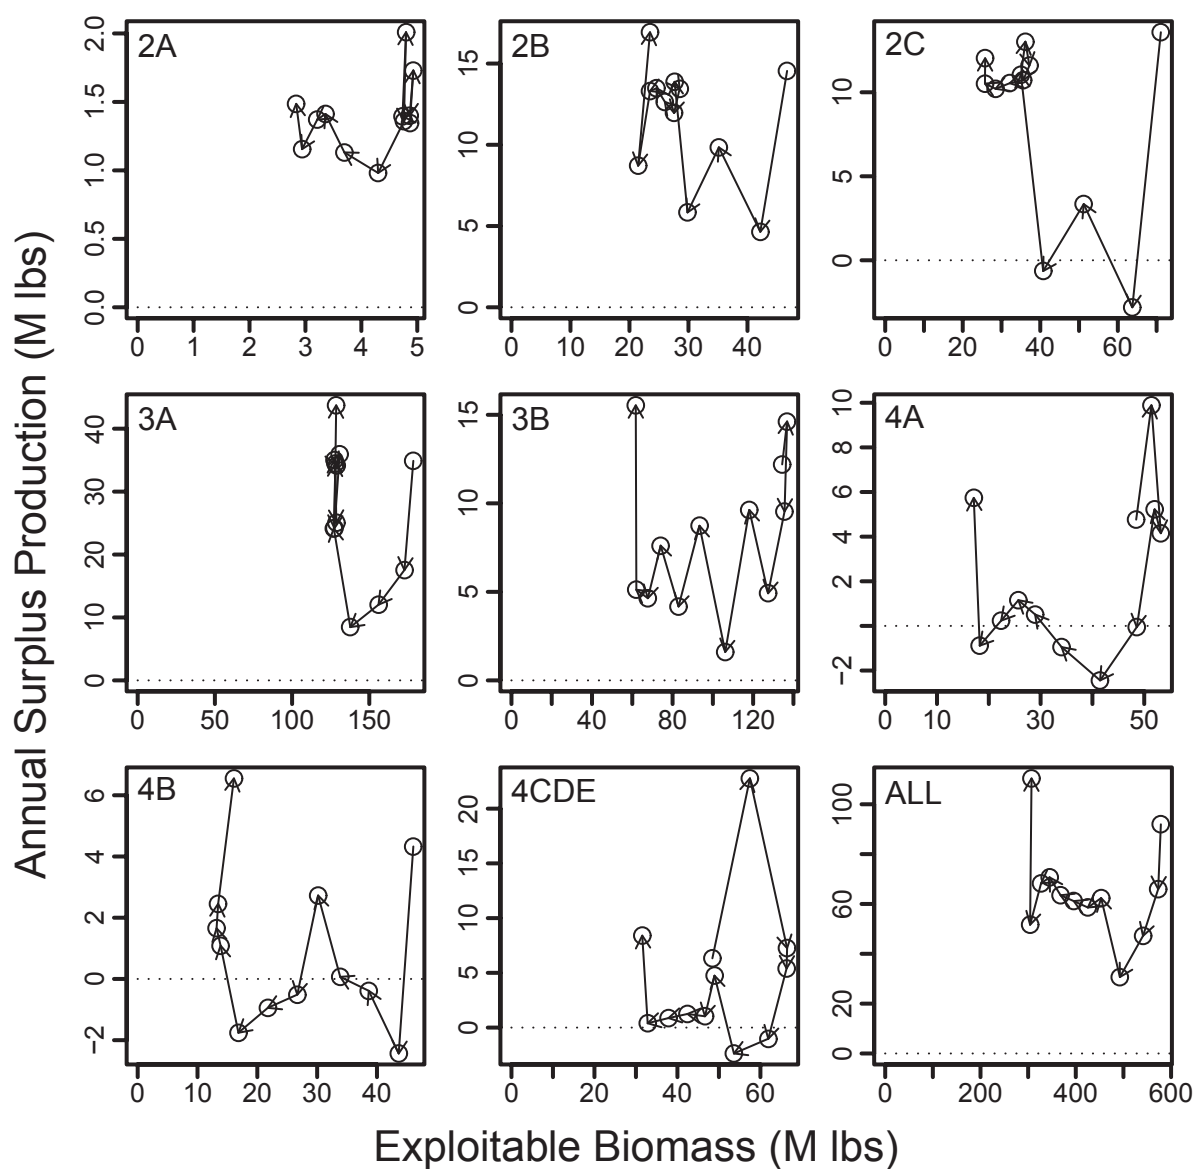 Annual Surplus Production (M lbs)
2A
0.0 0.5 1.0 1.5 2.0
0 1 2 3 4 5
2B
0 5 10 15
0 10 20 30 40
2C
0 5 10
0 20 40 60
3A
0 10 20 30 40
0 50 100 150
3B
0 5 10 15
0 40 80 120
4A
−2 2 4 6 8 10
0 10 30 50
4B
−2 0 2 4 6
0 10 20 30 40
4CDE
0 5 10 15 20
0 20 40 60
ALL
0 20 60 100
0 200 400 600
Exploitable Biomass (M lbs)